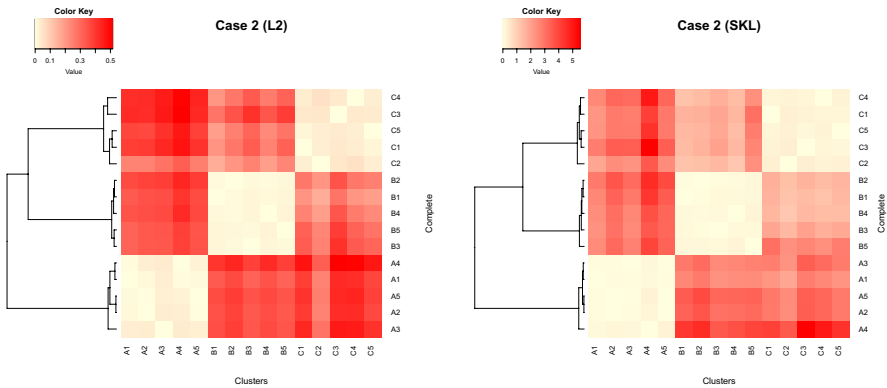 Color Key
Case 2 (L2)
0 0.1 0.3 0.5
Value
C4
C3
C5
C1
C2
B2
B1
B4
B5
B3
A4
A1
A5
A2
A3
Complete
A1 A2 A3 A4 A5 B1 B2 B3 B4 B5 C1 C2 C3 C4 C5
Clusters
Color Key
Case 2 (SKL)
0 1 2 3 4 5
Value
C4
C1
C5
C3
C2
B2
B1
B4
B3
B5
A3
A1
A5
A2
A4
Complete
A1 A2 A3 A4 A5 B1 B2 B3 B4 B5 C1 C2 C3 C4 C5
Clusters